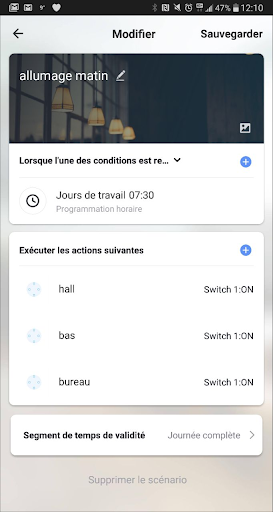 9°
47% 12:10
Modifier Sauvegarder
allumage matin
Lorsque l'une des conditions est re...
Jours de travail 07:30
Programmation horaire
Exécuter les actions suivantes
hall Switch 1:ON
bas Switch 1:ON
bureau Switch 1:ON
Segment de temps de validité Journée complète
Supprimer le scénario